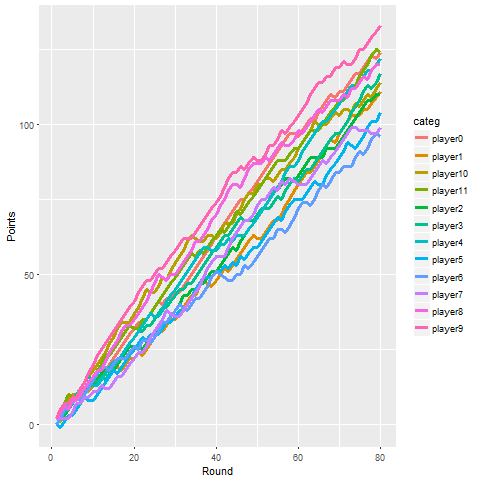 100
50
0
Points
0
20
40
60
80
Round
categ
player0
player1
player10
player11
player2
player3
player4
player5
player6
player7
player8
player9